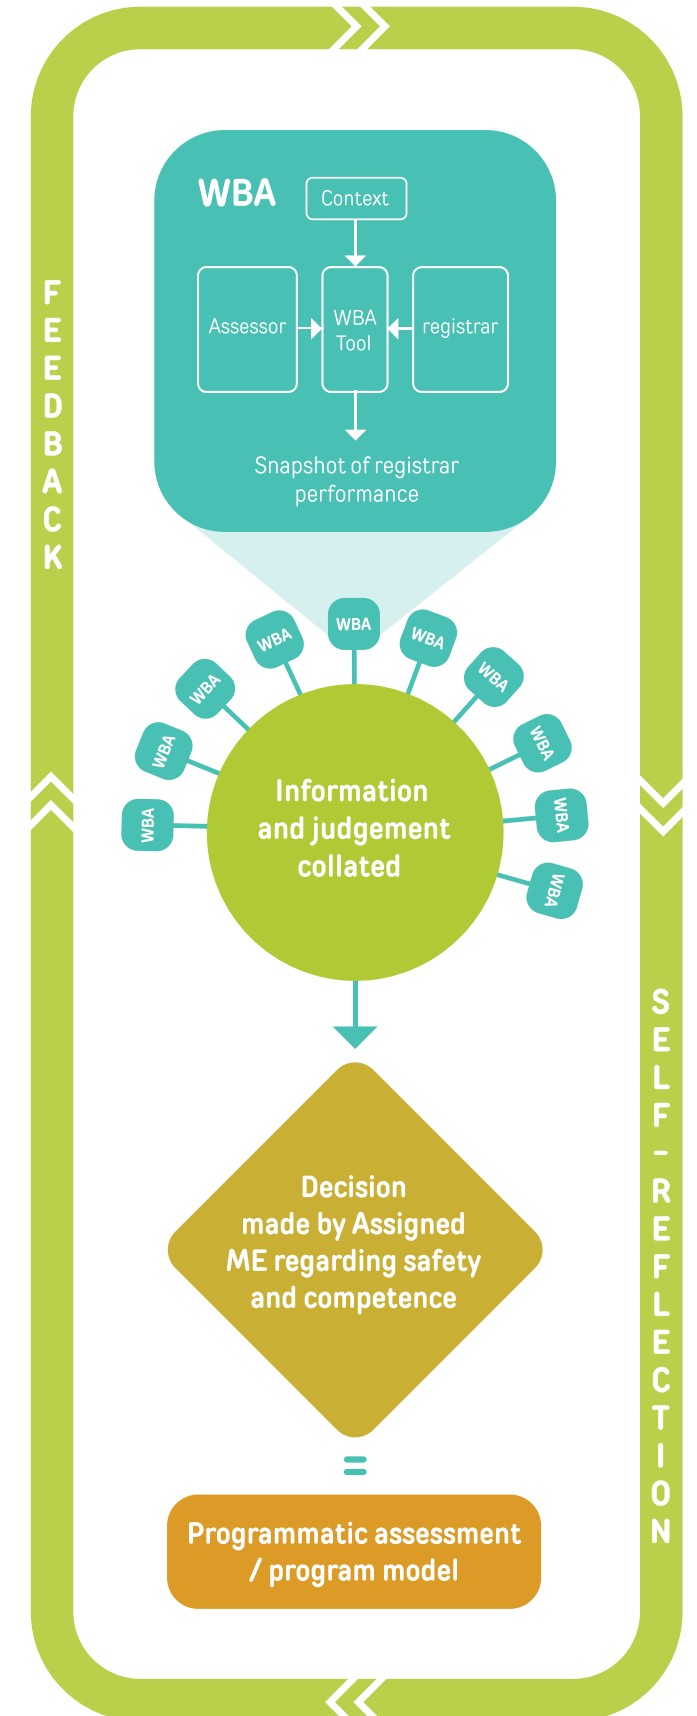 WBA
Context
Assessor
WBA
Tool
registrar
Snapshot of registrar
performance
WBA
WBA
WBA
WBA
WBA
WBA
WBA
WBA
WBA
WBA
Information
and judgement
collated
Decision
made by Assigned
ME regarding safety
and competence
=
Programmatic assessment
/ program model
FEEDBACK
SELF-REFLECTION